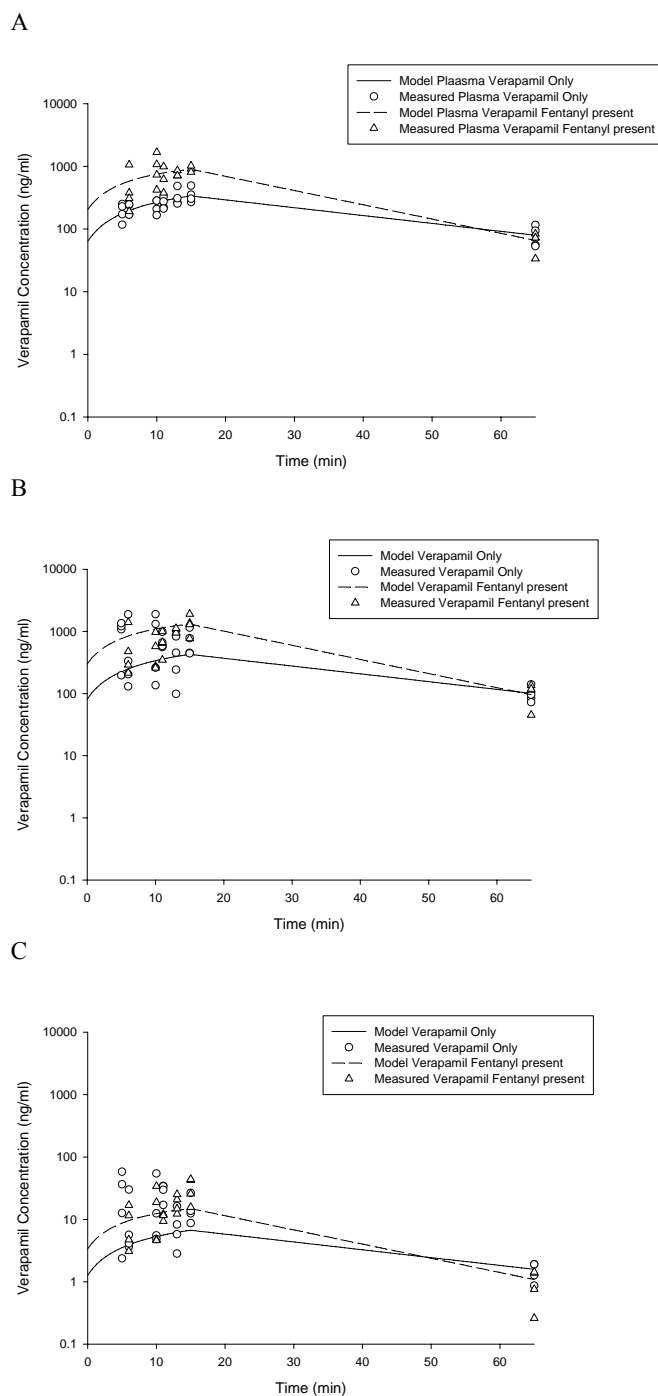 A
Model Plaasma Verapamil Only
Measured Plasma Verapamil Only
Model Plasma Verapamil Fentanyl present
Measured Plasma Verapamil Fentanyl present
10000
1000
100
10
1
0.1
Verapamil Concentration (ng/ml)
0 10 20 30 40 50 60
Time (min)
B
Model Verapamil Only
Measured Verapamil Only
Model Verapamil Fentanyl present
Measured Verapamil Fentanyl present
10000
1000
100
10
1
0.1
Verapamil Concentration (ng/ml)
0 10 20 30 40 50 60
Time (min)
C
Model Verapamil Only
Measured Verapamil Only
Model Verapamil Fentanyl present
Measured Verapamil Fentanyl present
10000
1000
100
10
1
0.1
Verapamil Concentration (ng/ml)
0 10 20 30 40 50 60
Time (min)